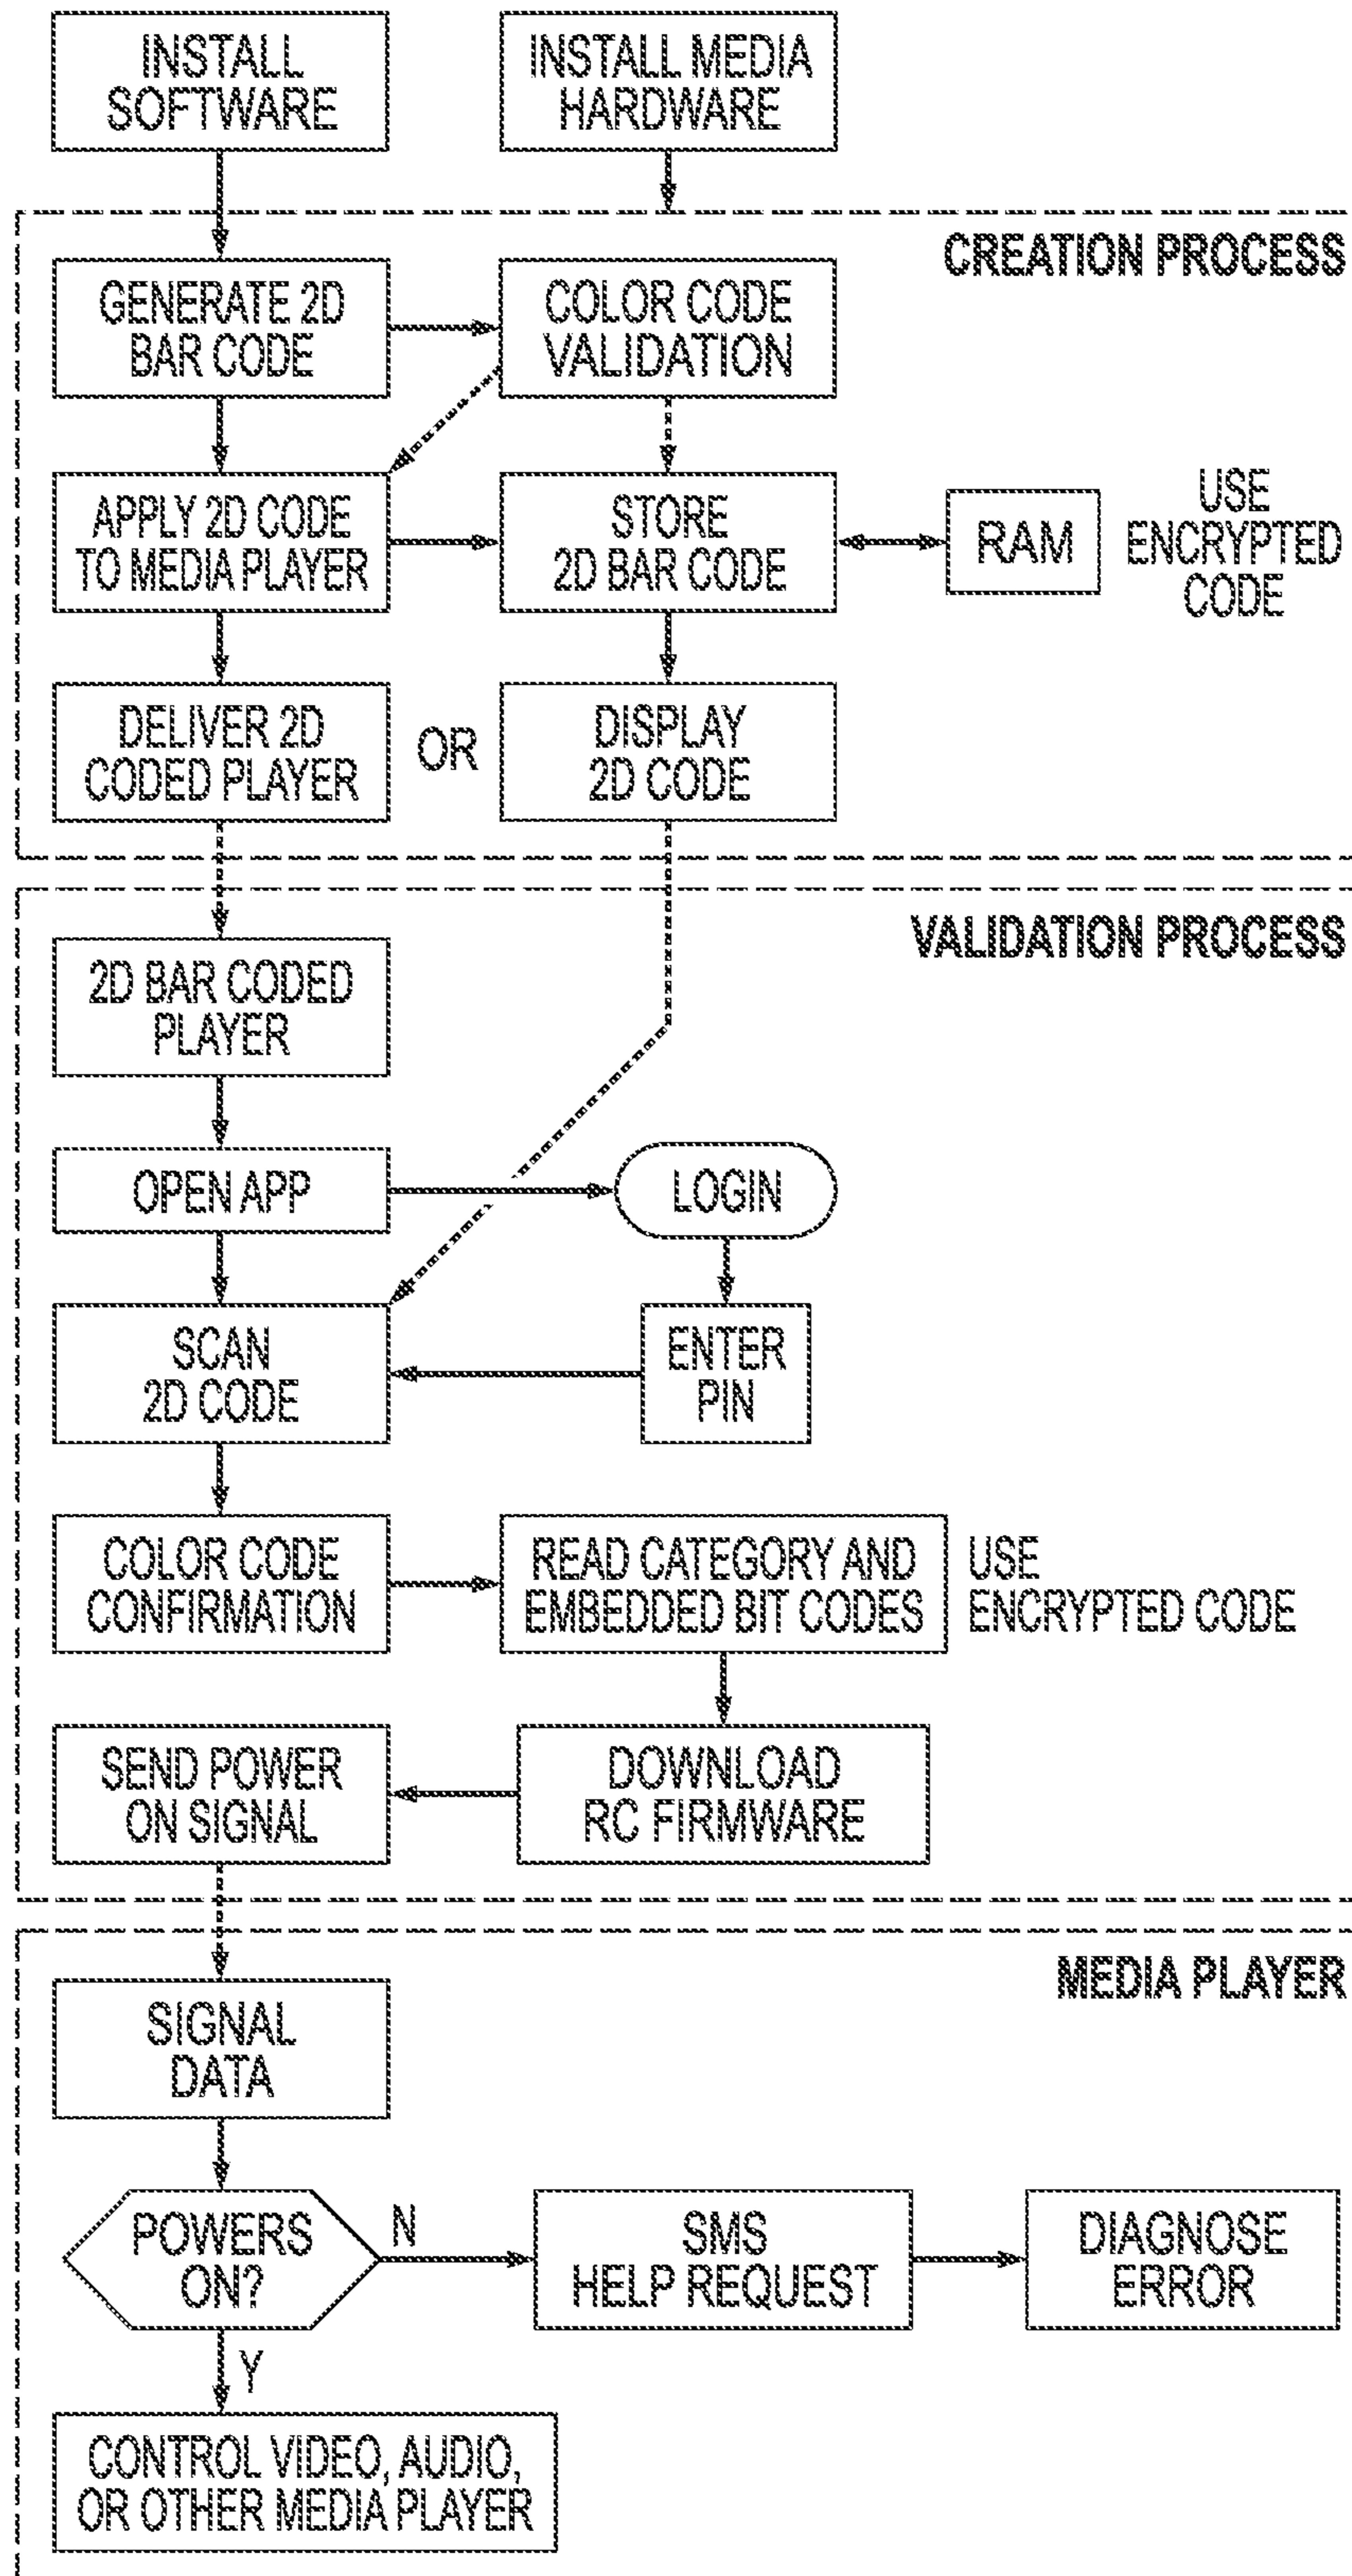 INSTALL
SOFTWARE
INSTALL MEDIA
HARDWARE
CREATION PROCESS
GENERATE 2D
BAR CODE
COLOR CODE
VALIDATION
APPLY 2D CODE
TO MEDIA PLAYER
STORE
2D BAR CODE
RAM
USE
ENCRYPTED
CODE
DELIVER 2D
CODED PLAYER
OR
DISPLAY
2D CODE
VALIDATION PROCESS
2D BAR CODED
PLAYER
OPEN APP
LOGIN
SCAN
2D CODE
ENTER
PIN
COLOR CODE
CONFIRMATION
READ CATEGORY AND
EMBEDDED BIT CODES
USE
ENCRYPTED CODE
SEND POWER
ON SIGNAL
DOWNLOAD
RC FIRMWARE
MEDIA PLAYER
SIGNAL
DATA
POWERS
ON?
N
SMS
HELP REQUEST
DIAGNOSE
ERROR
Y
CONTROL VIDEO, AUDIO,
OR OTHER MEDIA PLAYER